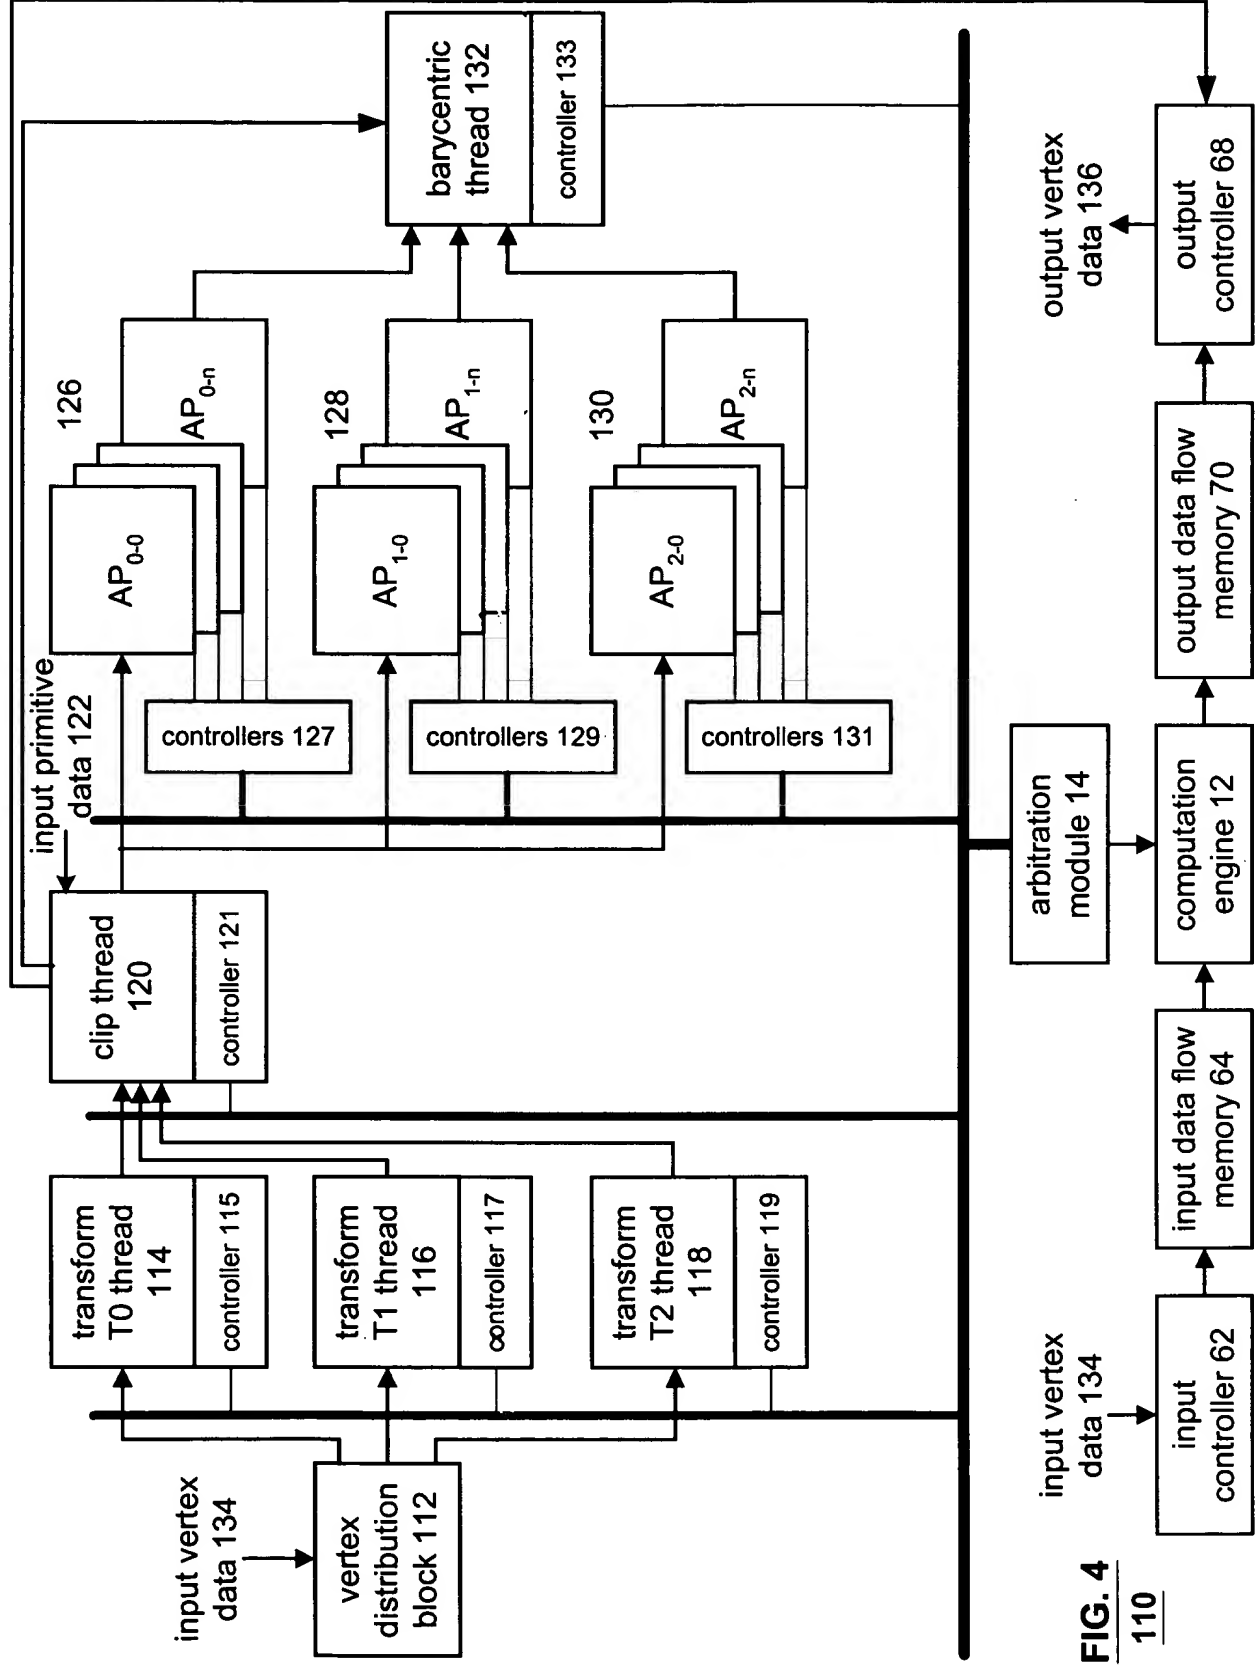 input vertex
data 134
vertex
distribution
block 112
transform
T0 thread
114
controller 115
transform
T1 thread
116
controller 117
transform
T2 thread
118
controller 119
clip thread
120
controller 121
input primitive
data 122
AP0-0
AP0-n
126
controllers 127
AP1-0
AP1-n
128
controllers 129
AP2-0
AP2-n
130
controllers 131
barycentric
thread 132
controller 133
arbitration
module 14
input vertex
data 134
input
controller 62
input data flow
memory 64
computation
engine 12
output data flow
memory 70
output
controller 68
output vertex
data 136
FIG. 4
110